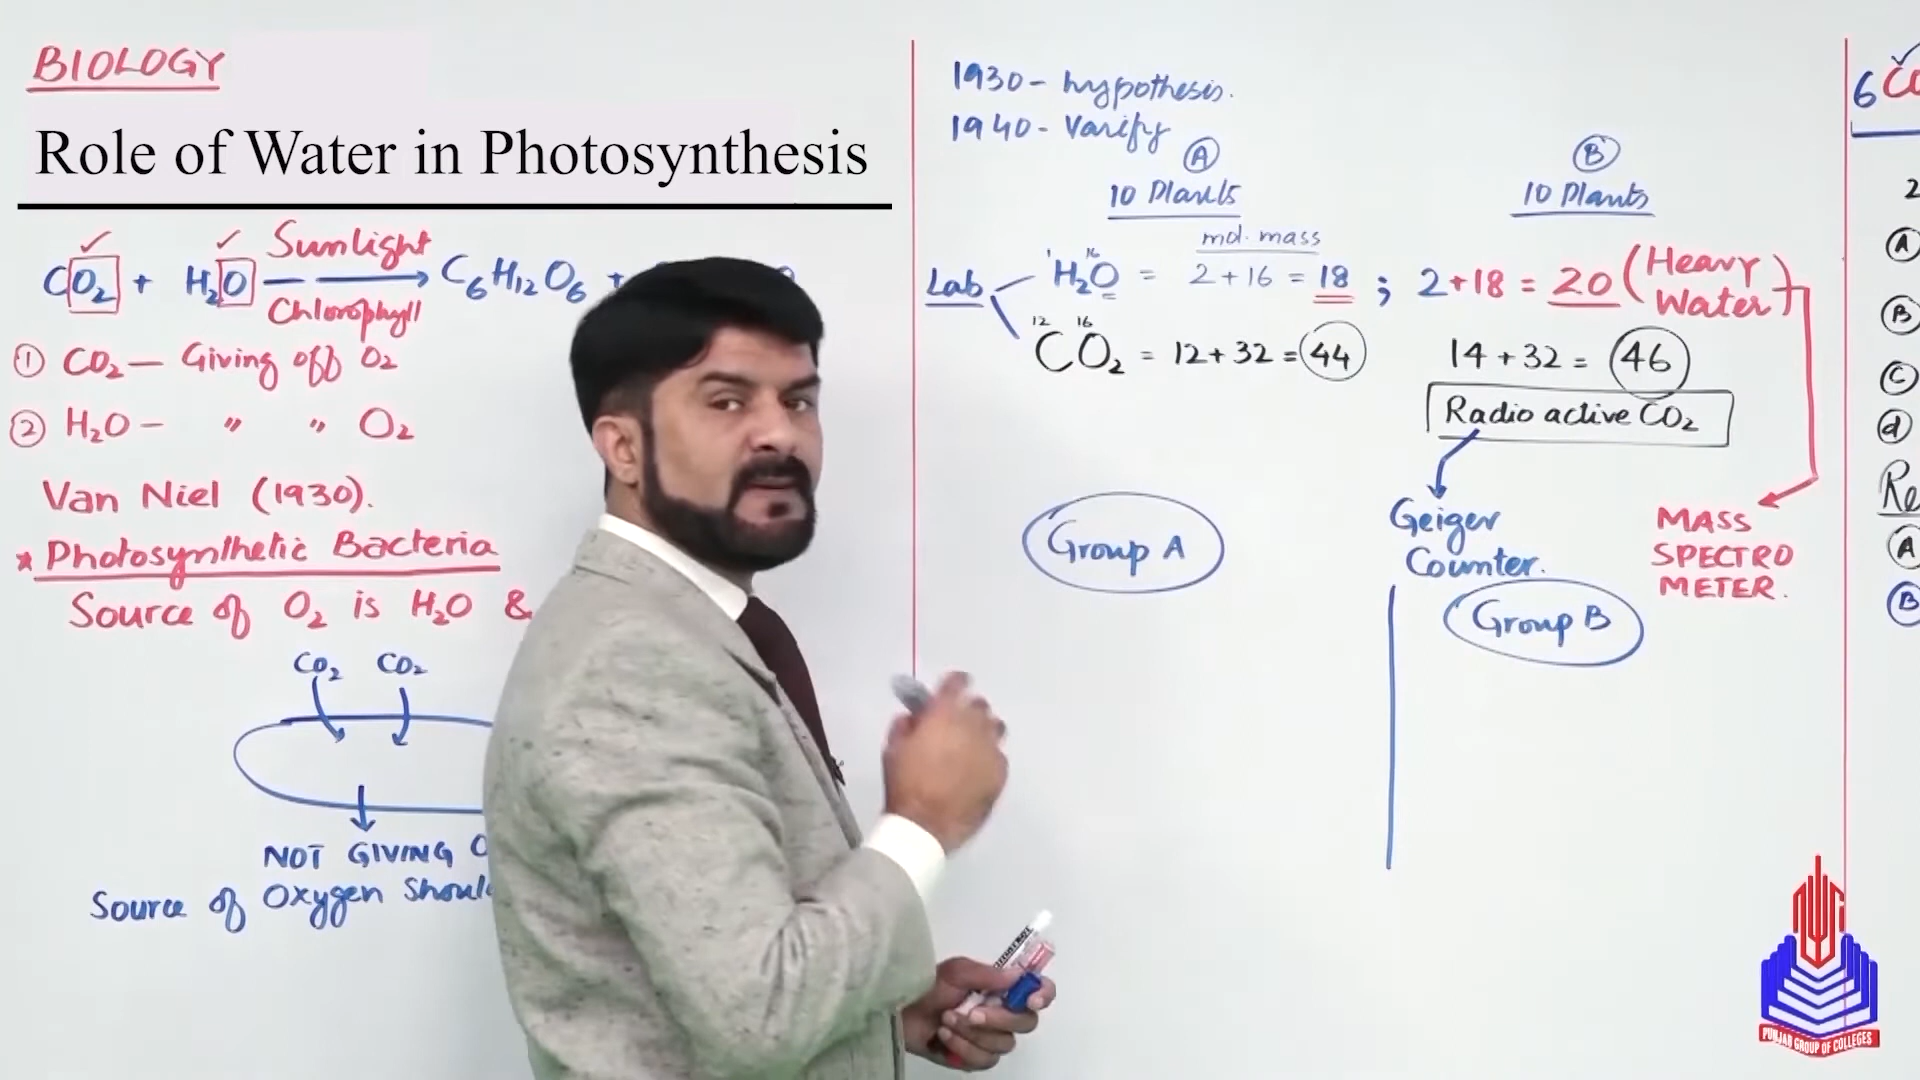 BIOLOGY
Role of Water in Photosynthesis
CO2 + H2O Sunlight Chlorophyll → C6H12O6 +
① CO2 — Giving off O2
② H2O — " " O2
Van Niel (1930).
* Photosynthetic Bacteria
Source of O2 is H2O &
CO2 CO2
NOT GIVING
Source of Oxygen
1930 - hypothesis.
1940 - Varify
Ⓐ
10 Plants
Ⓑ
10 Plants
mol. mass
Lab
1H2O16 = 2 + 16 = 18 ; 2 + 18 = 20 (Heavy Water)
12CO162 = 12 + 32 = 44
14 + 32 = 46
Radio active CO2
Geiger
Counter.
MASS
SPECTRO
METER.
Group A
Group B
6
2
Ⓐ
Ⓑ
Ⓒ
ⓓ
Ⓐ
Ⓑ
PUNJAB GROUP OF COLLEGES